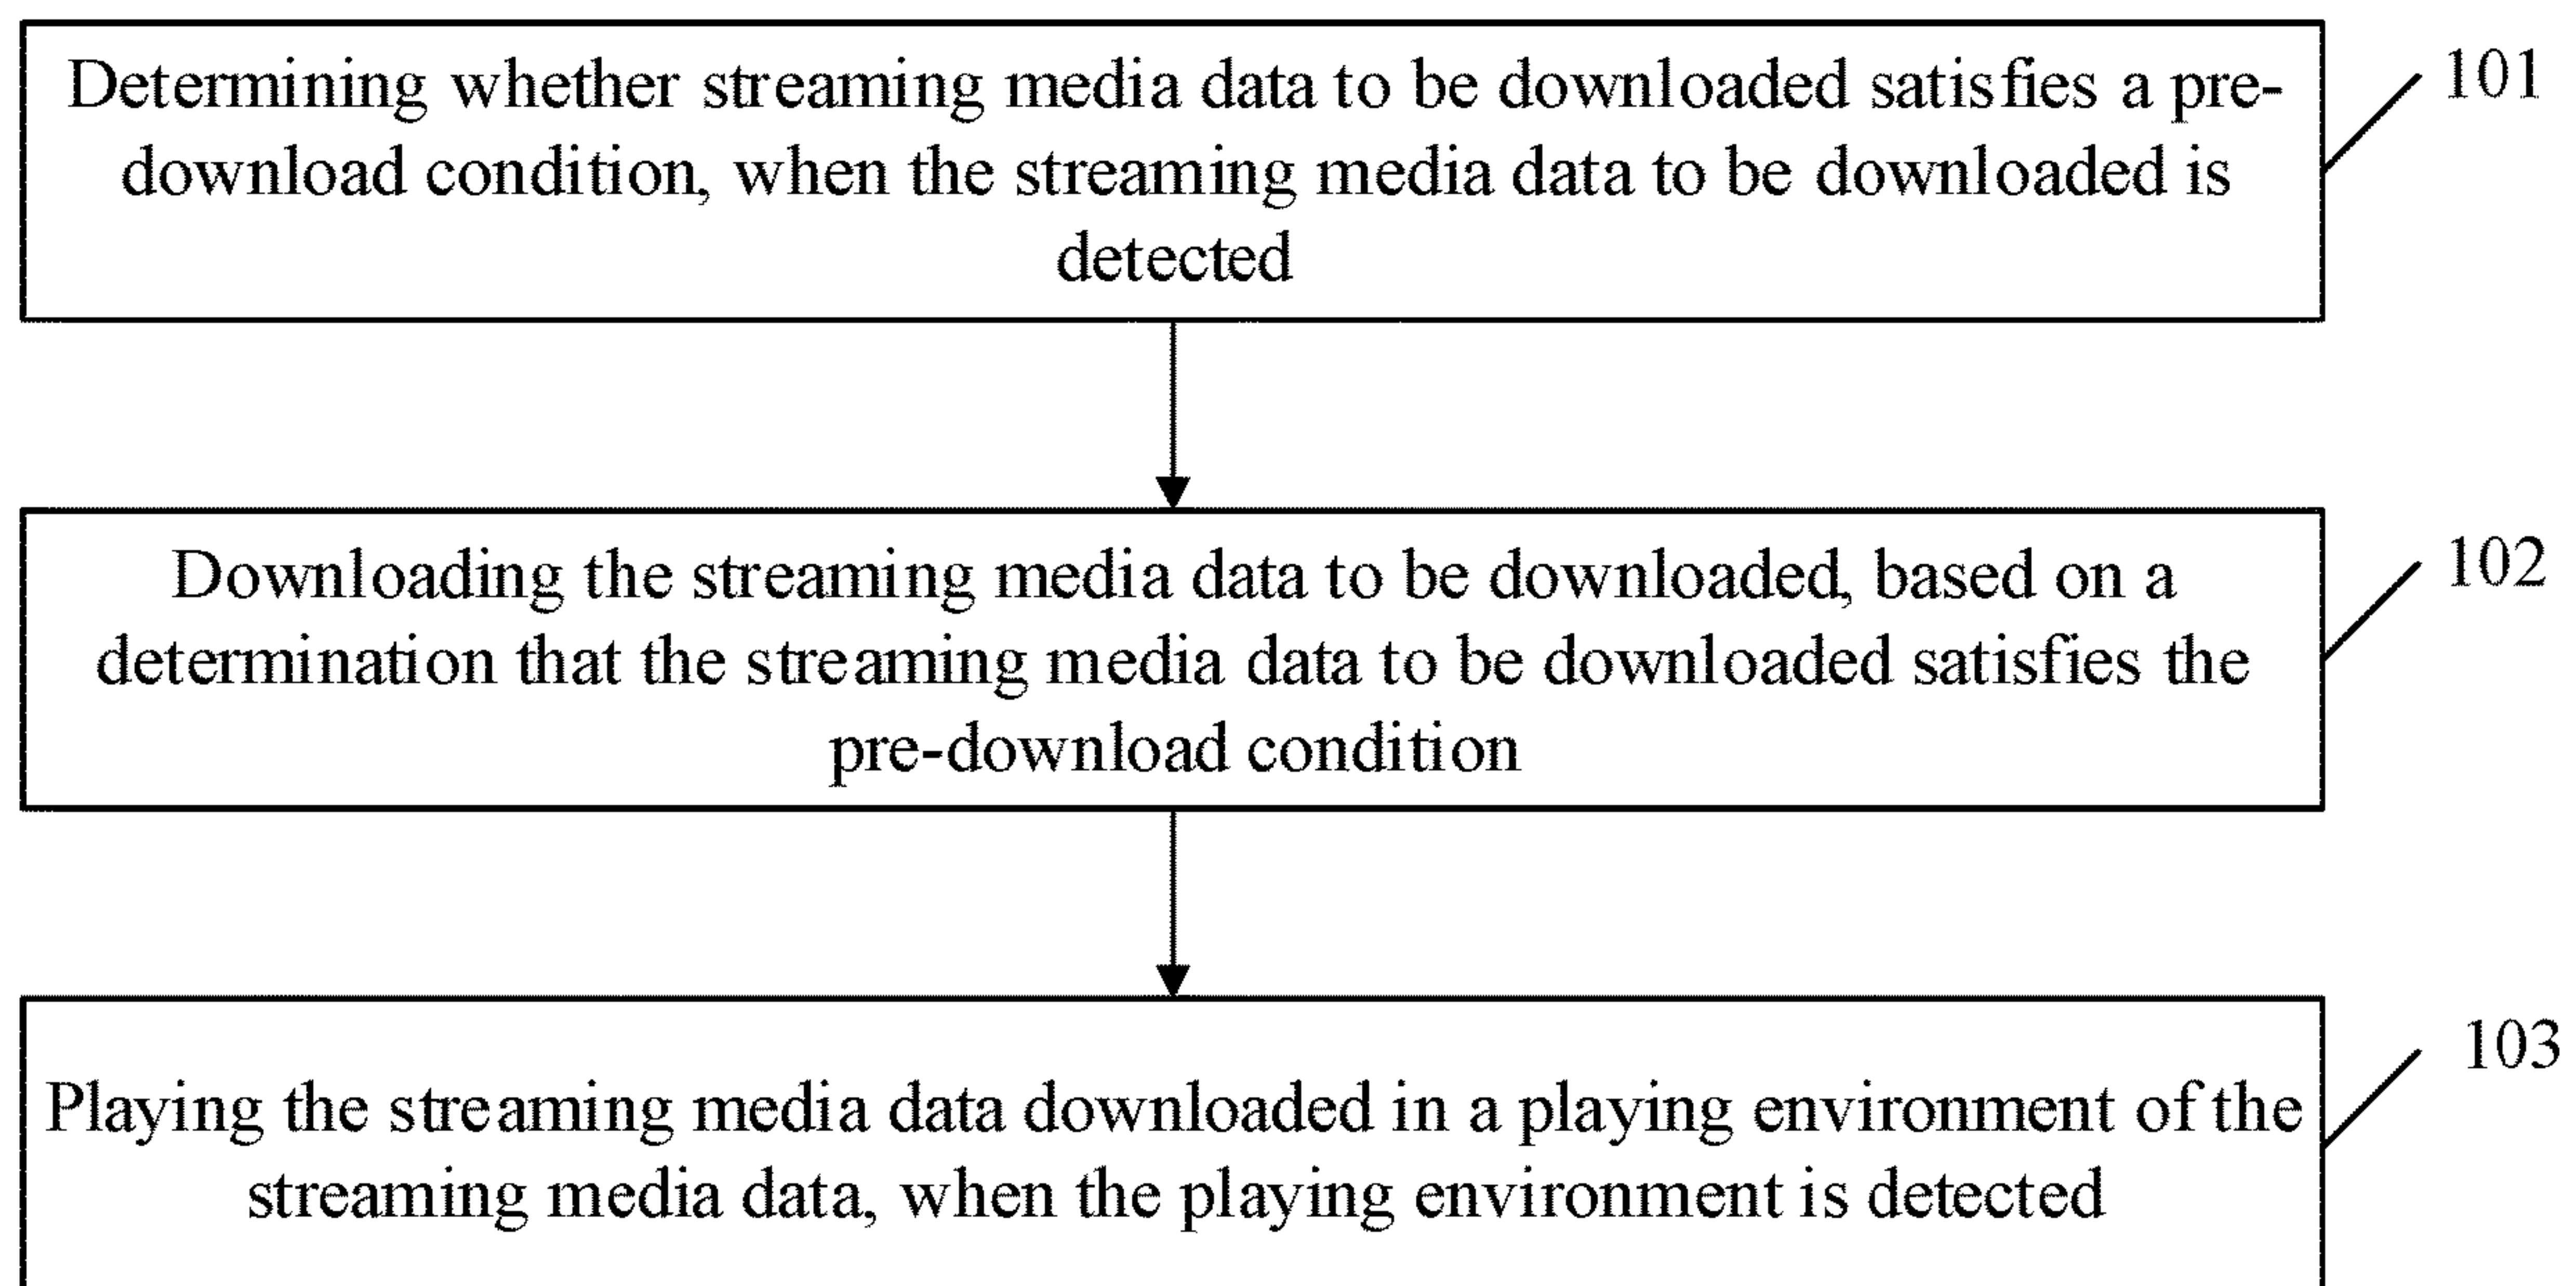 Determining whether streaming media data to be downloaded satisfies a pre-
download condition, when the streaming media data to be downloaded is
detected
101
Downloading the streaming media data to be downloaded, based on a
determination that the streaming media data to be downloaded satisfies the
pre-download condition
102
Playing the streaming media data downloaded in a playing environment of the
streaming media data, when the playing environment is detected
103